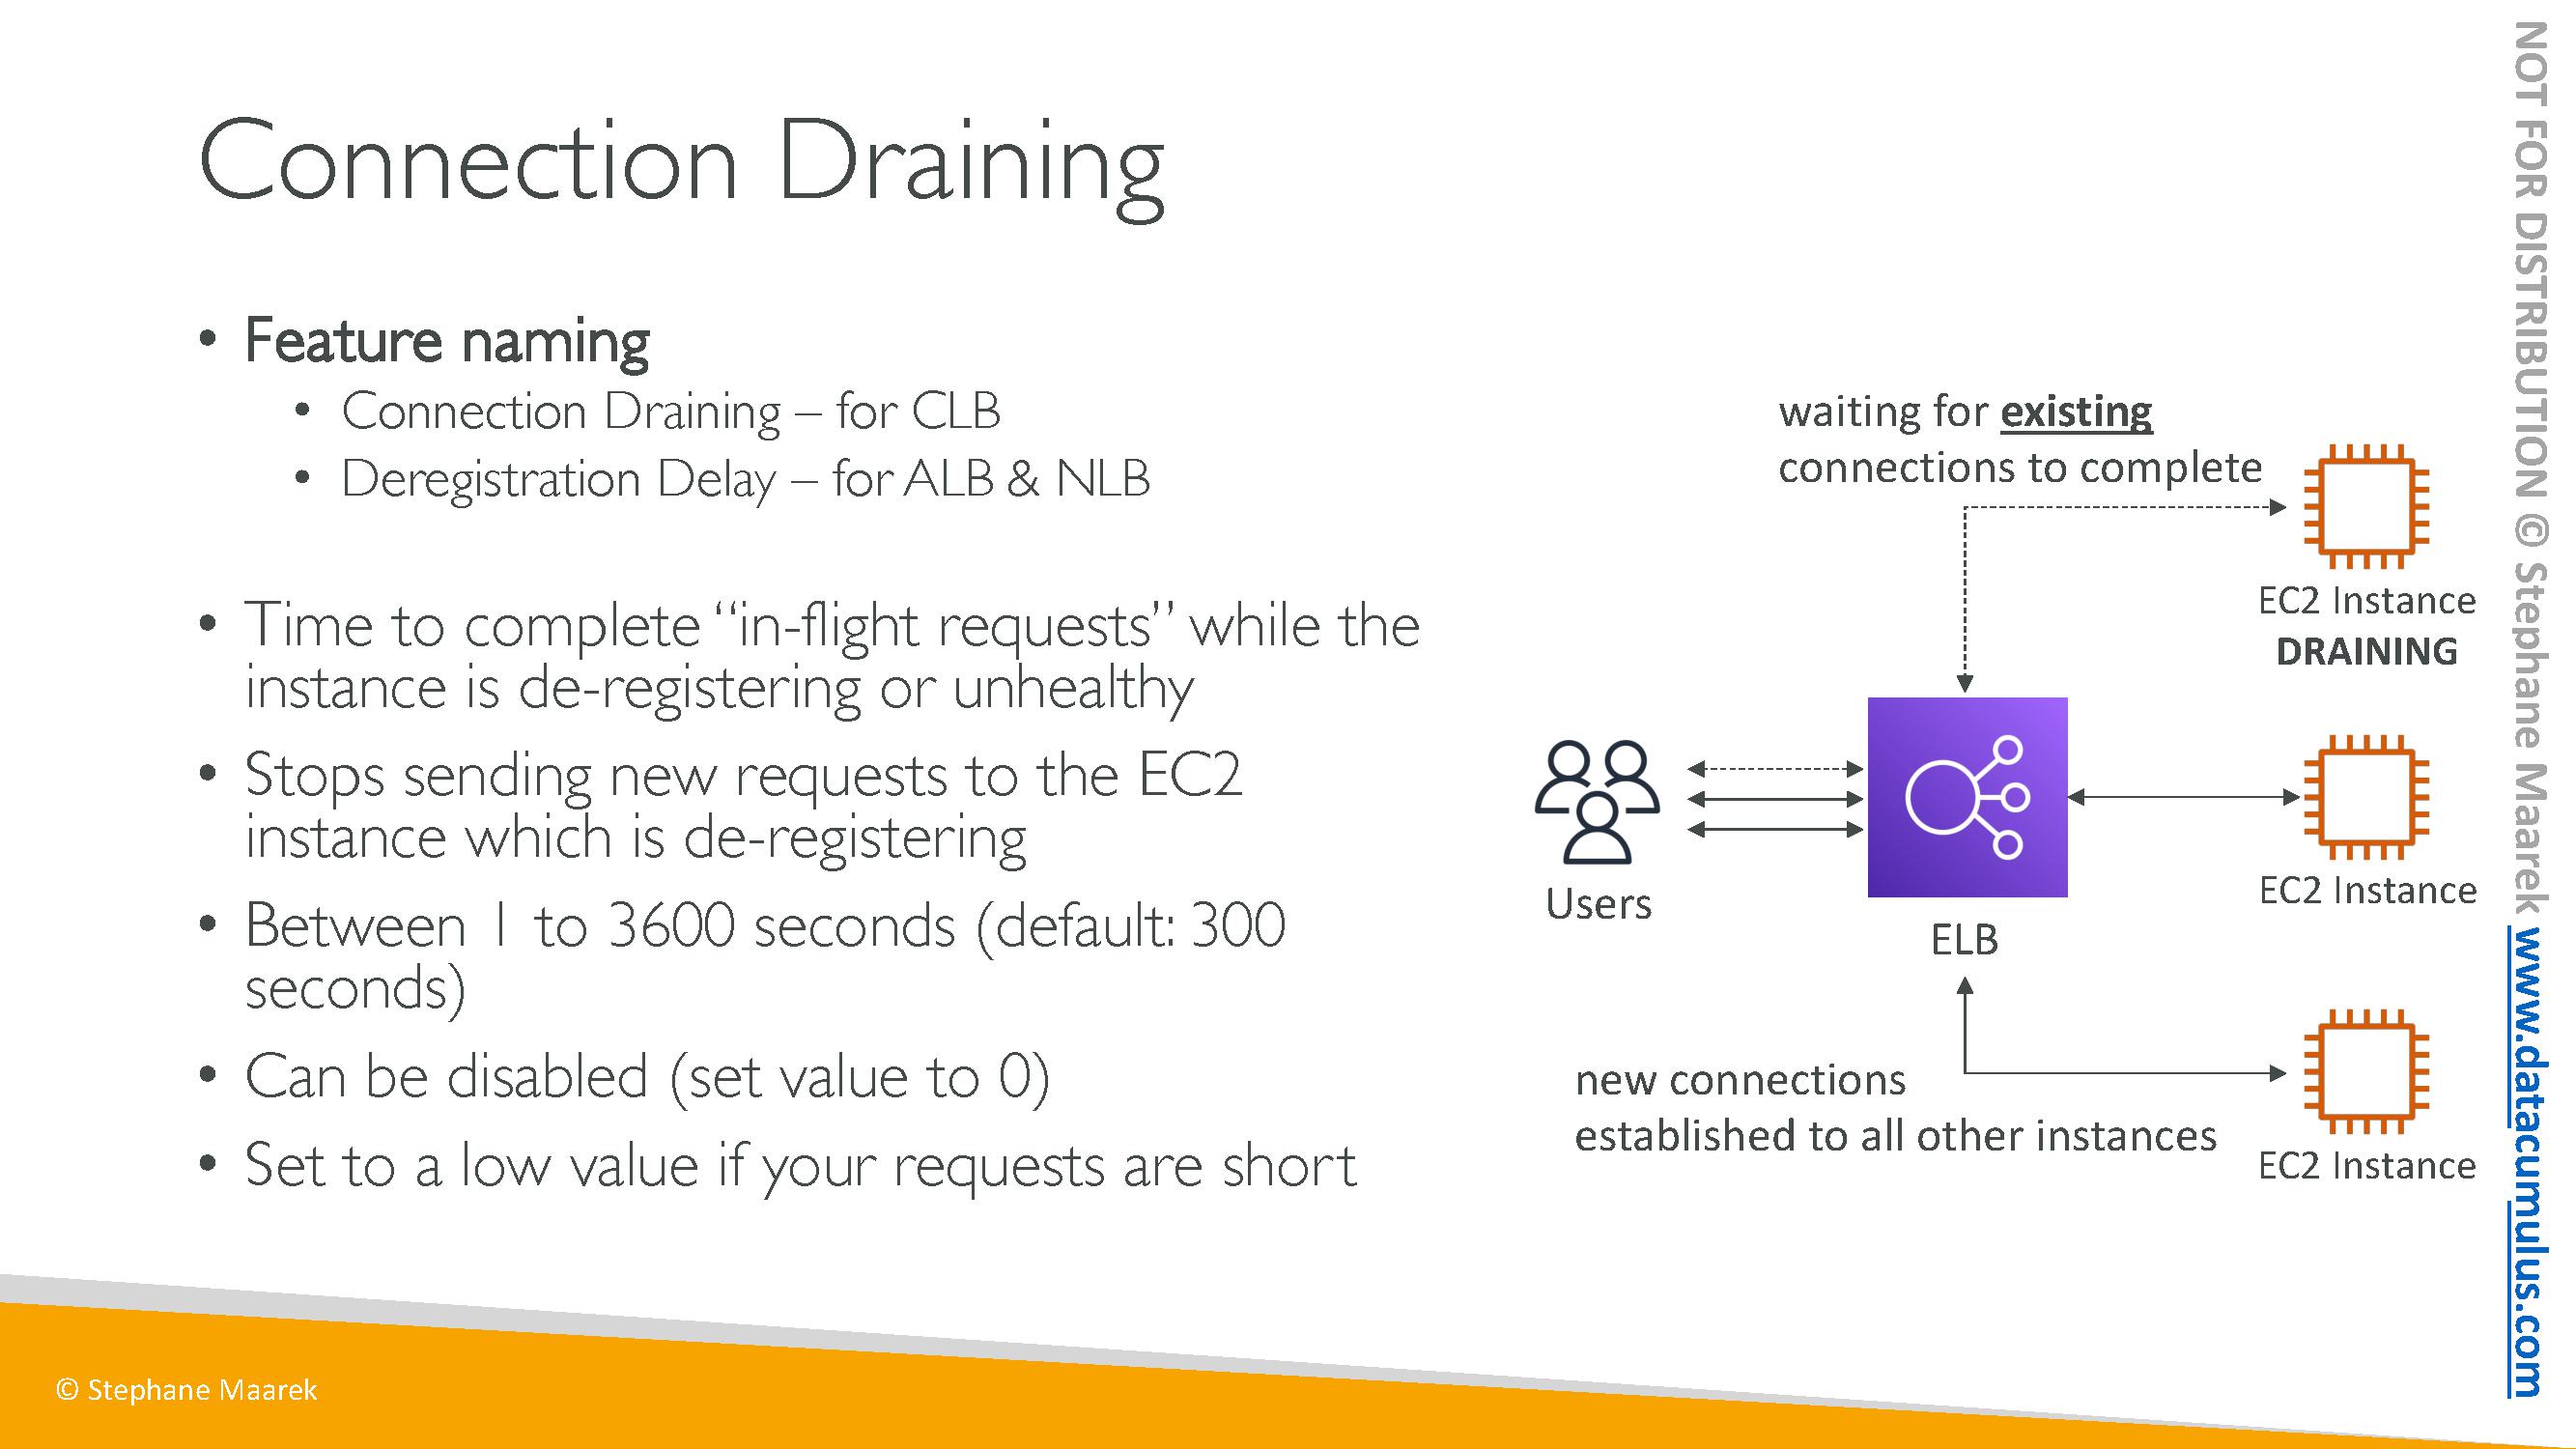 Connection Draining
• Feature naming
• Connection Draining – for CLB
• Deregistration Delay – for ALB & NLB
• Time to complete “in-flight requests” while the
instance is de-registering or unhealthy
• Stops sending new requests to the EC2
instance which is de-registering
• Between 1 to 3600 seconds (default: 300
seconds)
• Can be disabled (set value to 0)
• Set to a low value if your requests are short
waiting for existing
connections to complete
EC2 Instance
DRAINING
Users
ELB
EC2 Instance
new connections
established to all other instances
EC2 Instance
© Stephane Maarek
NOT FOR DISTRIBUTION © Stephane Maarek www.datacumulus.com